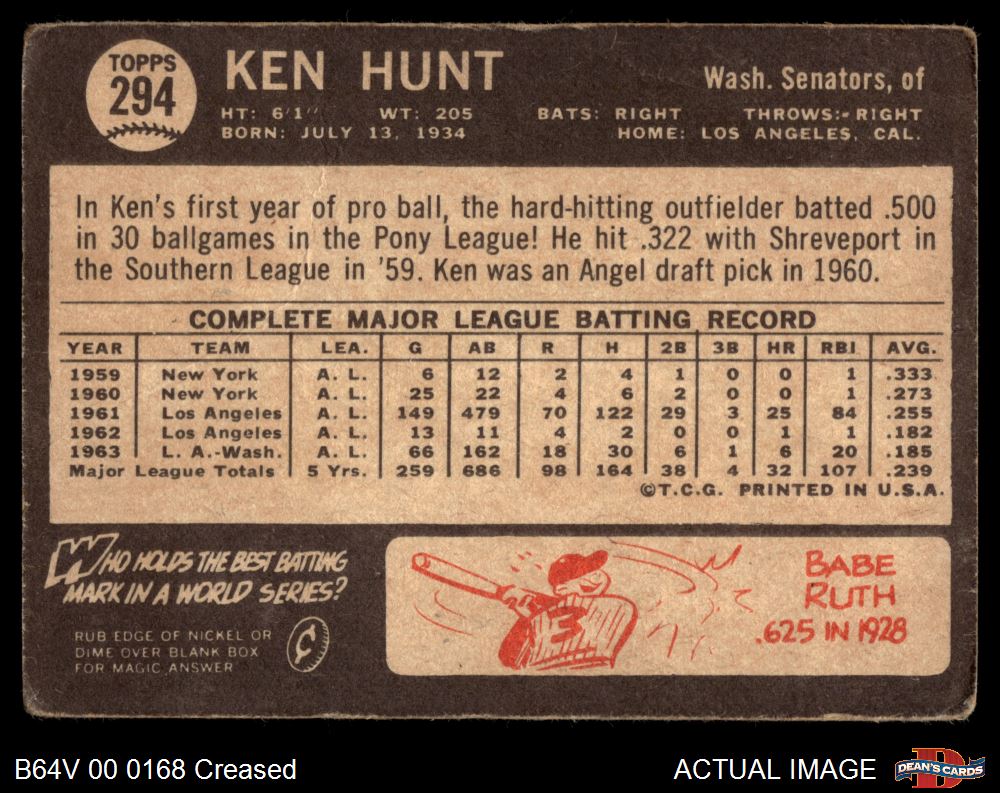 TOPPS
294
KEN HUNT
Wash. Senators, of
HT: 6'1" WT: 205 BATS: RIGHT THROWS: RIGHT
BORN: JULY 13, 1934 HOME: LOS ANGELES, CAL.
In Ken's first year of pro ball, the hard-hitting outfielder batted .500
in 30 ballgames in the Pony League! He hit .322 with Shreveport in
the Southern League in '59. Ken was an Angel draft pick in 1960.
COMPLETE MAJOR LEAGUE BATTING RECORD
YEAR TEAM LEA. G AB R H 2B 3B HR RBI AVG.
1959 New York A. L. 6 12 2 4 1 0 0 1 .333
1960 New York A. L. 25 22 4 6 2 0 0 1 .273
1961 Los Angeles A. L. 149 479 70 122 29 3 25 84 .255
1962 Los Angeles A. L. 13 11 4 2 0 0 1 1 .182
1963 L. A.-Wash. A. L. 66 162 18 30 6 1 6 20 .185
Major League Totals 5 Yrs. 259 686 98 164 38 4 32 107 .239
©T.C.G. PRINTED IN U.S.A.
WHO HOLDS THE BEST BATTING
MARK IN A WORLD SERIES?
RUB EDGE OF NICKEL OR
DIME OVER BLANK BOX
FOR MAGIC ANSWER
¢
BABE
RUTH
.625 IN 1928
B64V 00 0168 Creased
ACTUAL IMAGE
DEAN'S CARDS